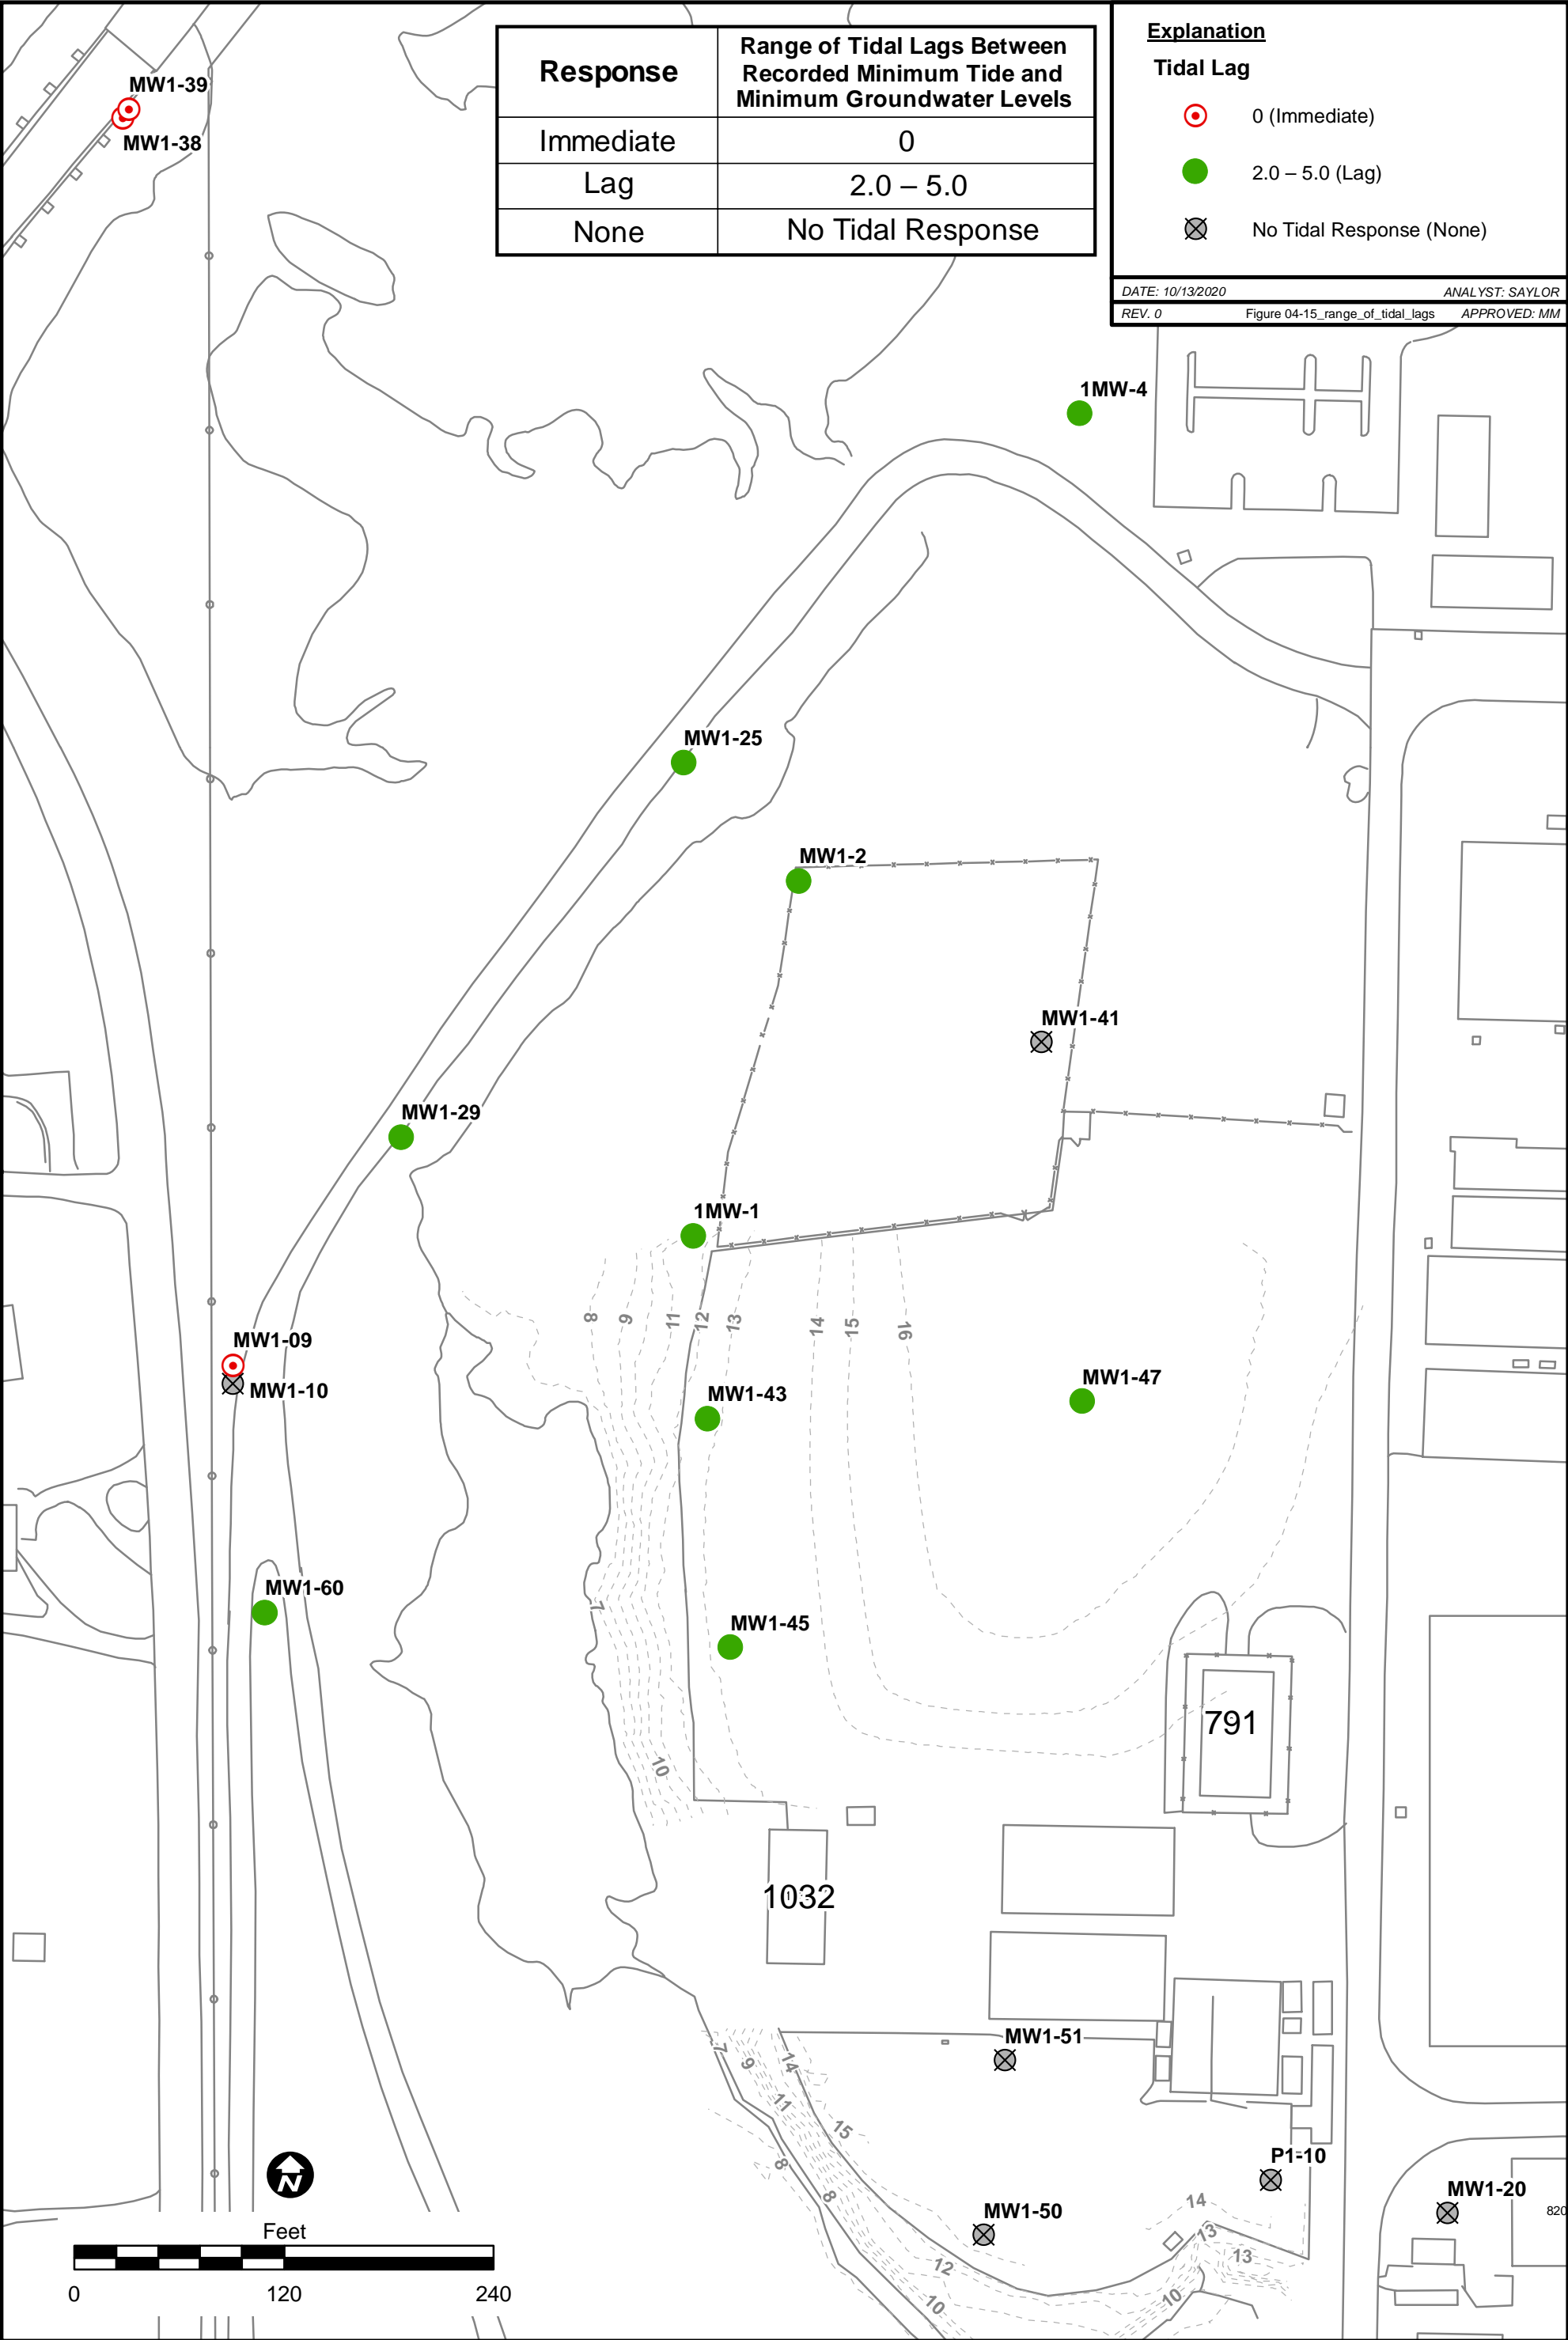 Response
Range of Tidal Lags Between
Recorded Minimum Tide and
Minimum Groundwater Levels
Immediate
0
Lag
2.0 – 5.0
None
No Tidal Response
Explanation
Tidal Lag
0 (Immediate)
2.0 – 5.0 (Lag)
No Tidal Response (None)
DATE: 10/13/2020
ANALYST: SAYLOR
REV. 0
Figure 04-15_range_of_tidal_lags
APPROVED: MM
MW1-39
MW1-38
1MW-4
MW1-25
MW1-2
MW1-41
MW1-29
1MW-1
8
9
11
12
13
14
15
16
MW1-09
MW1-10
MW1-43
MW1-47
MW1-60
7
MW1-45
791
10
1032
MW1-51
7
9
14
11
15
8
8
P1-10
MW1-20
820
MW1-50
14
13
13
12
10
10
N
Feet
0
120
240